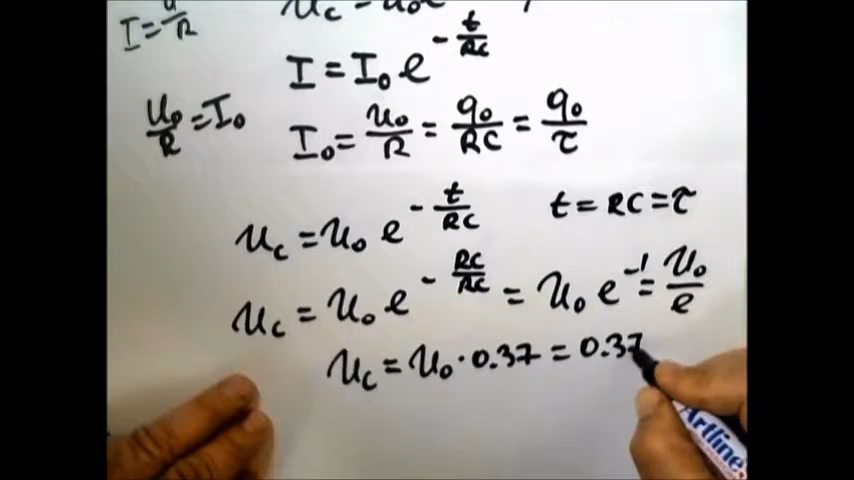 I = u/R
I = I₀ e^(-t/RC)
u₀/R = I₀
I₀ = u₀/R = q₀/RC = q₀/τ
u_c = u₀ e^(-t/RC)   t = RC = τ
u_c = u₀ e^(-RC/RC) = u₀ e^(-1) = u₀/e
u_c = u₀ · 0.37 = 0.37
Artline